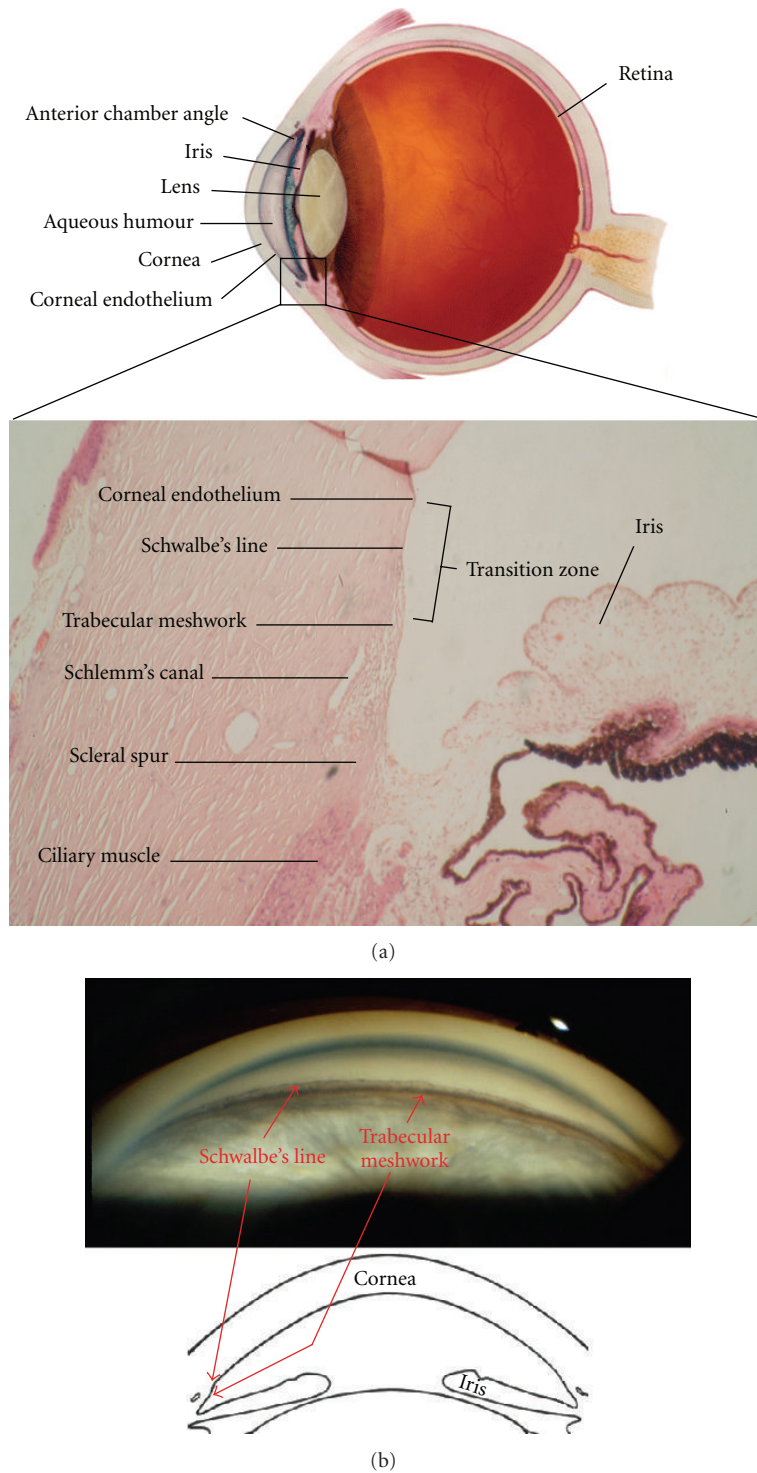 Retina
Anterior chamber angle
Iris
Lens
Aqueous humour
Cornea
Corneal endothelium
Corneal endothelium
Schwalbe's line
Iris
Transition zone
Trabecular meshwork
Schlemm's canal
Scleral spur
Ciliary muscle
(a)
Schwalbe's line
Trabecular
meshwork
Cornea
Iris
(b)